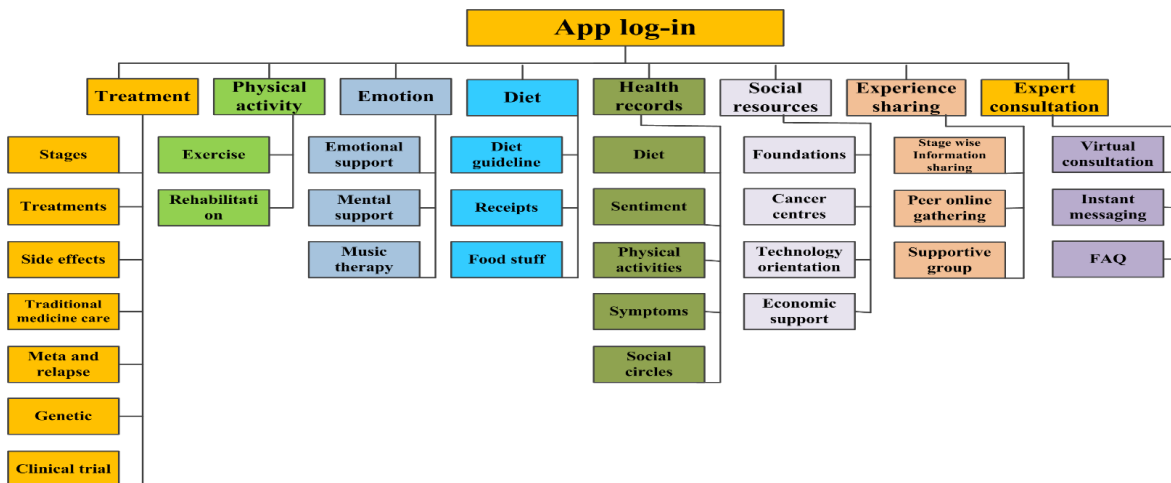 App log-in
Treatment
Physical
activity
Emotion
Diet
Health
records
Social
resources
Experience
sharing
Expert
consultation
Stages
Treatments
Side effects
Traditional
medicine care
Meta and
relapse
Genetic
Clinical trial
Exercise
Rehabilitati
on
Emotional
support
Mental
support
Music
therapy
Diet
guideline
Receipts
Food stuff
Diet
Sentiment
Physical
activities
Symptoms
Social
circles
Foundations
Cancer
centres
Technology
orientation
Economic
support
Stage wise
Information
sharing
Peer online
gathering
Supportive
group
Virtual
consultation
Instant
messaging
FAQ